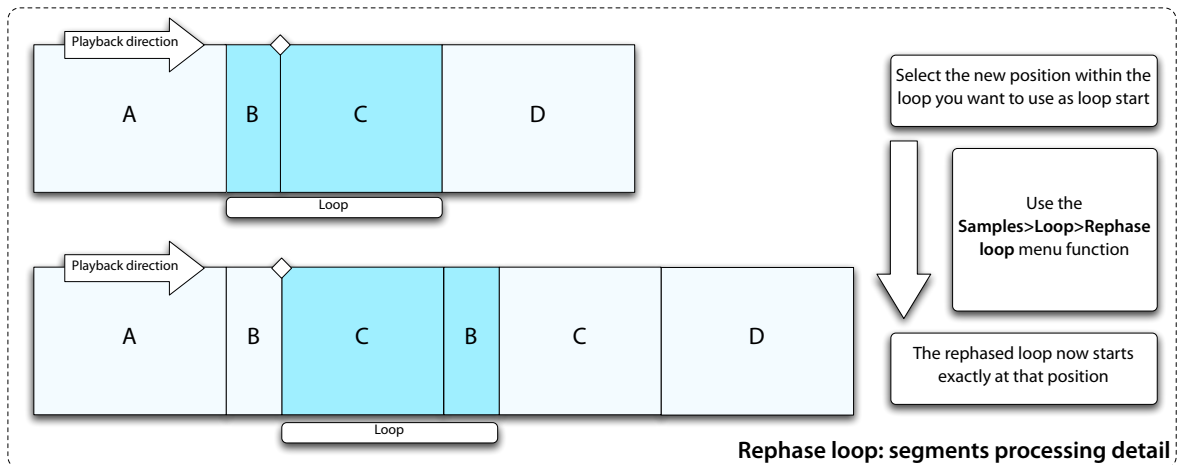 Playback direction
A
B
C
D
Loop
Playback direction
A
B
C
B
C
D
Loop
Select the new position within the
loop you want to use as loop start
Use the
Samples>Loop>Rephase
loop menu function
The rephased loop now starts
exactly at that position
Rephase loop: segments processing detail